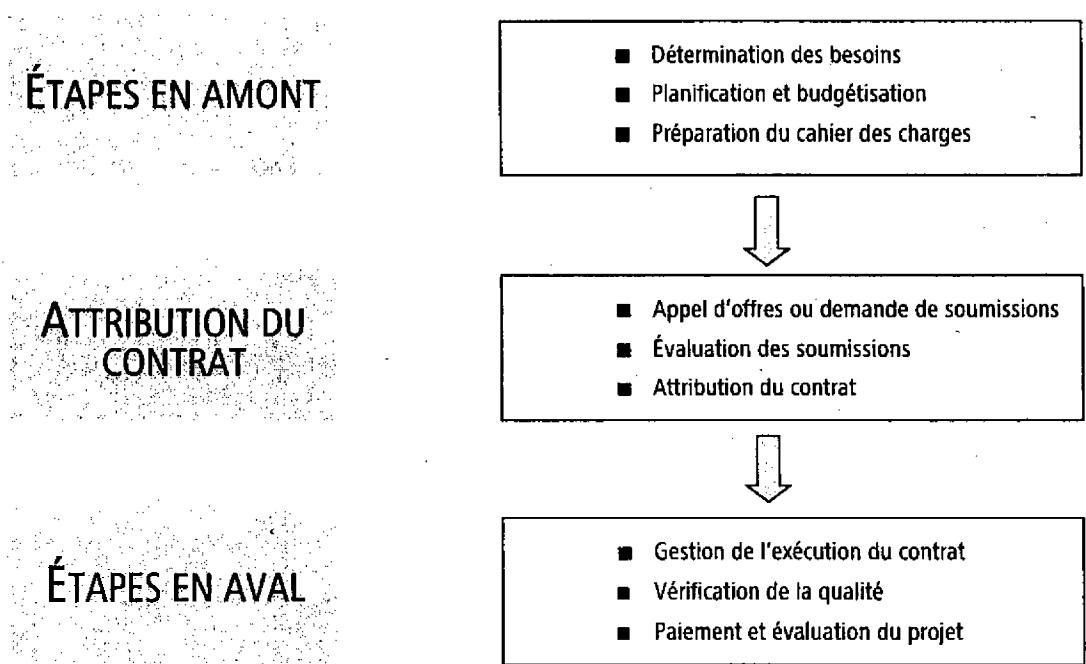 ÉTAPES EN AMONT
■ Détermination des besoins
■ Planification et budgétisation
■ Préparation du cahier des charges
ATTRIBUTION DU
CONTRAT
■ Appel d'offres ou demande de soumissions
■ Évaluation des soumissions
■ Attribution du contrat
ÉTAPES EN AVAL
■ Gestion de l'exécution du contrat
■ Vérification de la qualité
■ Paiement et évaluation du projet